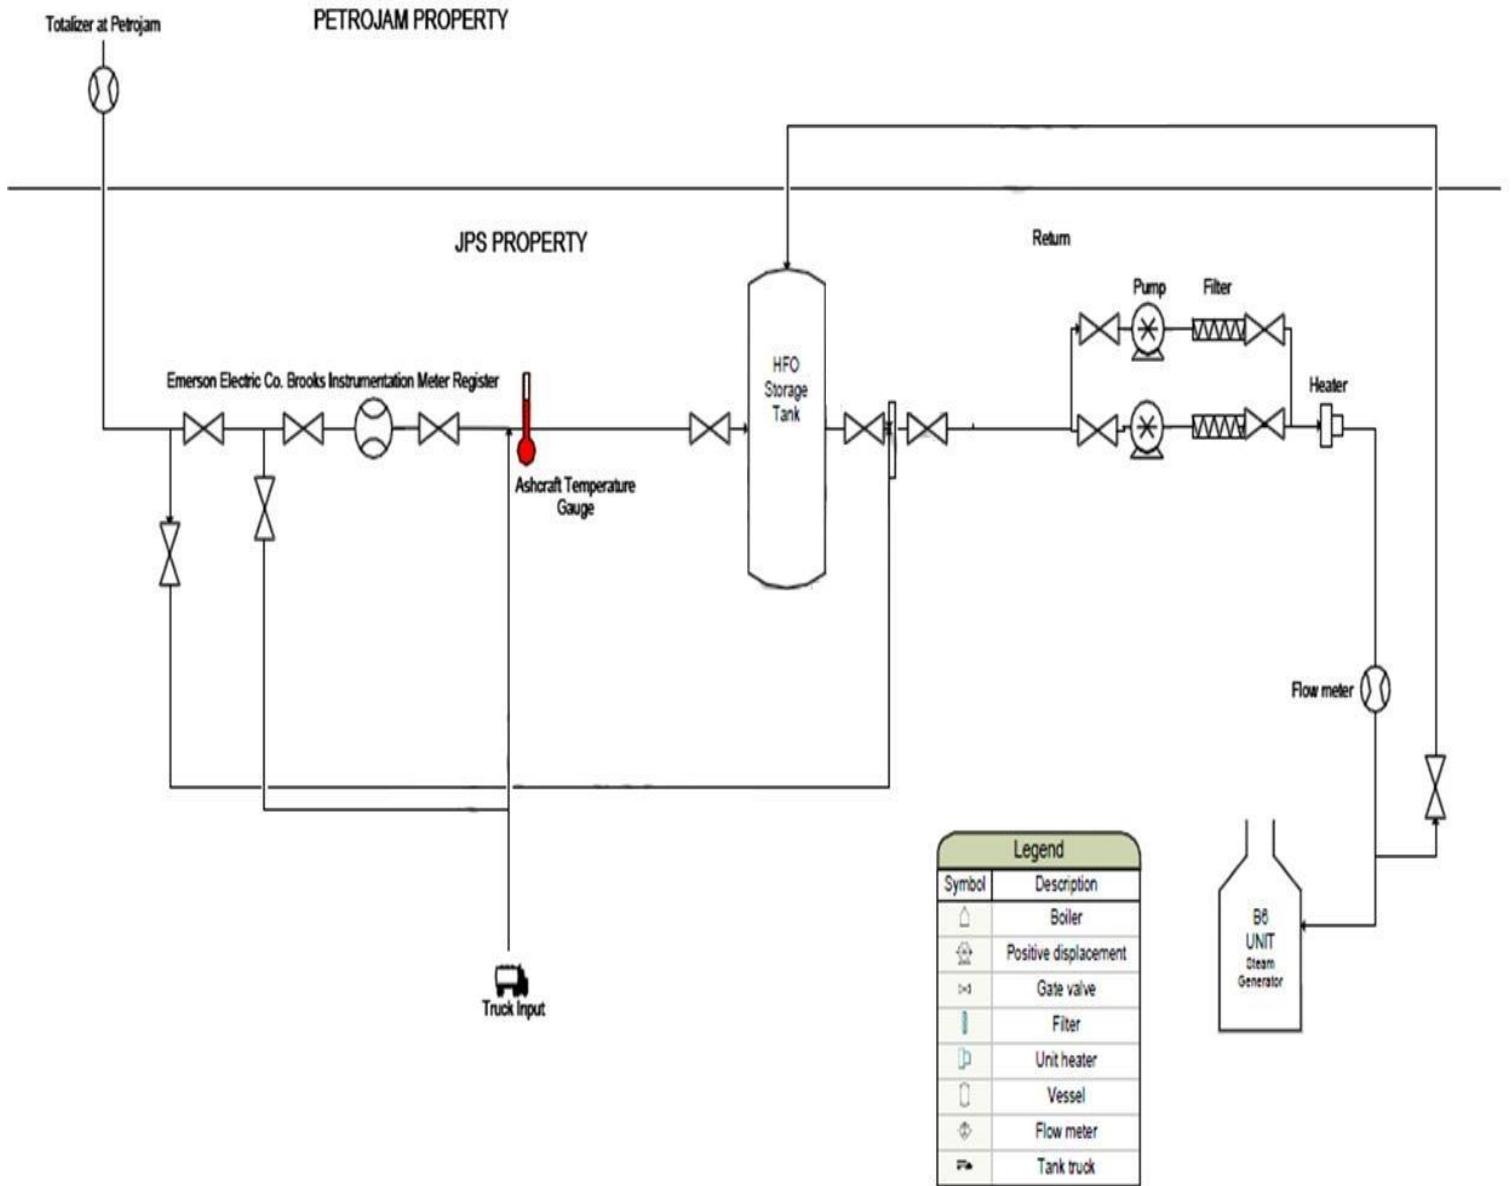 Totalizer at Petrojam
PETROJAM PROPERTY
JPS PROPERTY
Return
Pump
Filter
HFO
Storage
Tank
Emerson Electric Co. Brooks Instrumentation Meter Register
Heater
Ashcraft Temperature
Gauge
Flow meter
Truck Input
B6
UNIT
Steam
Generator
Legend
Symbol Description
Boiler
Positive displacement
Gate valve
Filter
Unit heater
Vessel
Flow meter
Tank truck